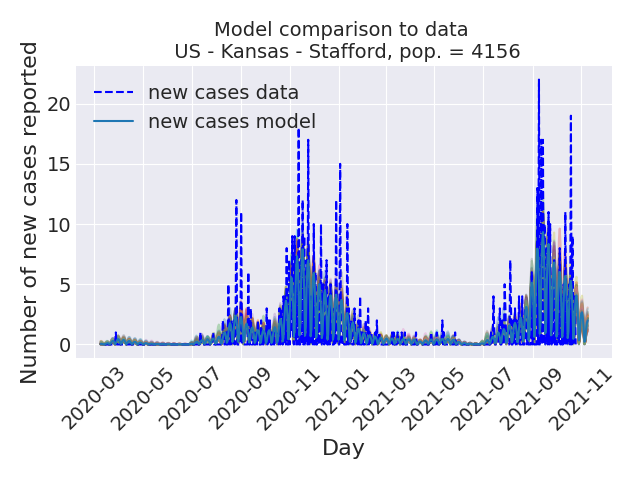 Model comparison to data
US - Kansas - Stafford, pop. = 4156
Number of new cases reported
20
15
10
5
0
new cases data
new cases model
2020-03
2020-05
2020-07
2020-09
2020-11
2021-01
2021-03
2021-05
2021-07
2021-09
2021-11
Day